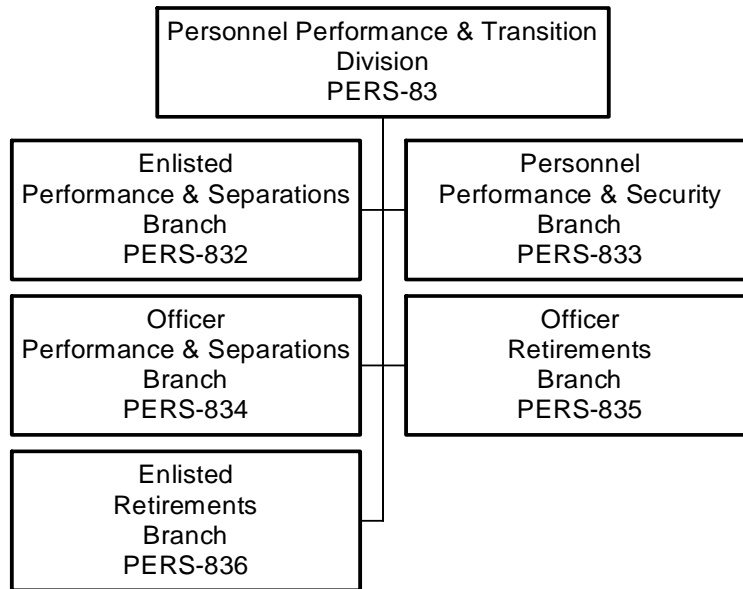 Personnel Performance & Transition
Division
PERS-83
Enlisted
Performance & Separations
Branch
PERS-832
Personnel
Performance & Security
Branch
PERS-833
Officer
Performance & Separations
Branch
PERS-834
Officer
Retirements
Branch
PERS-835
Enlisted
Retirements
Branch
PERS-836